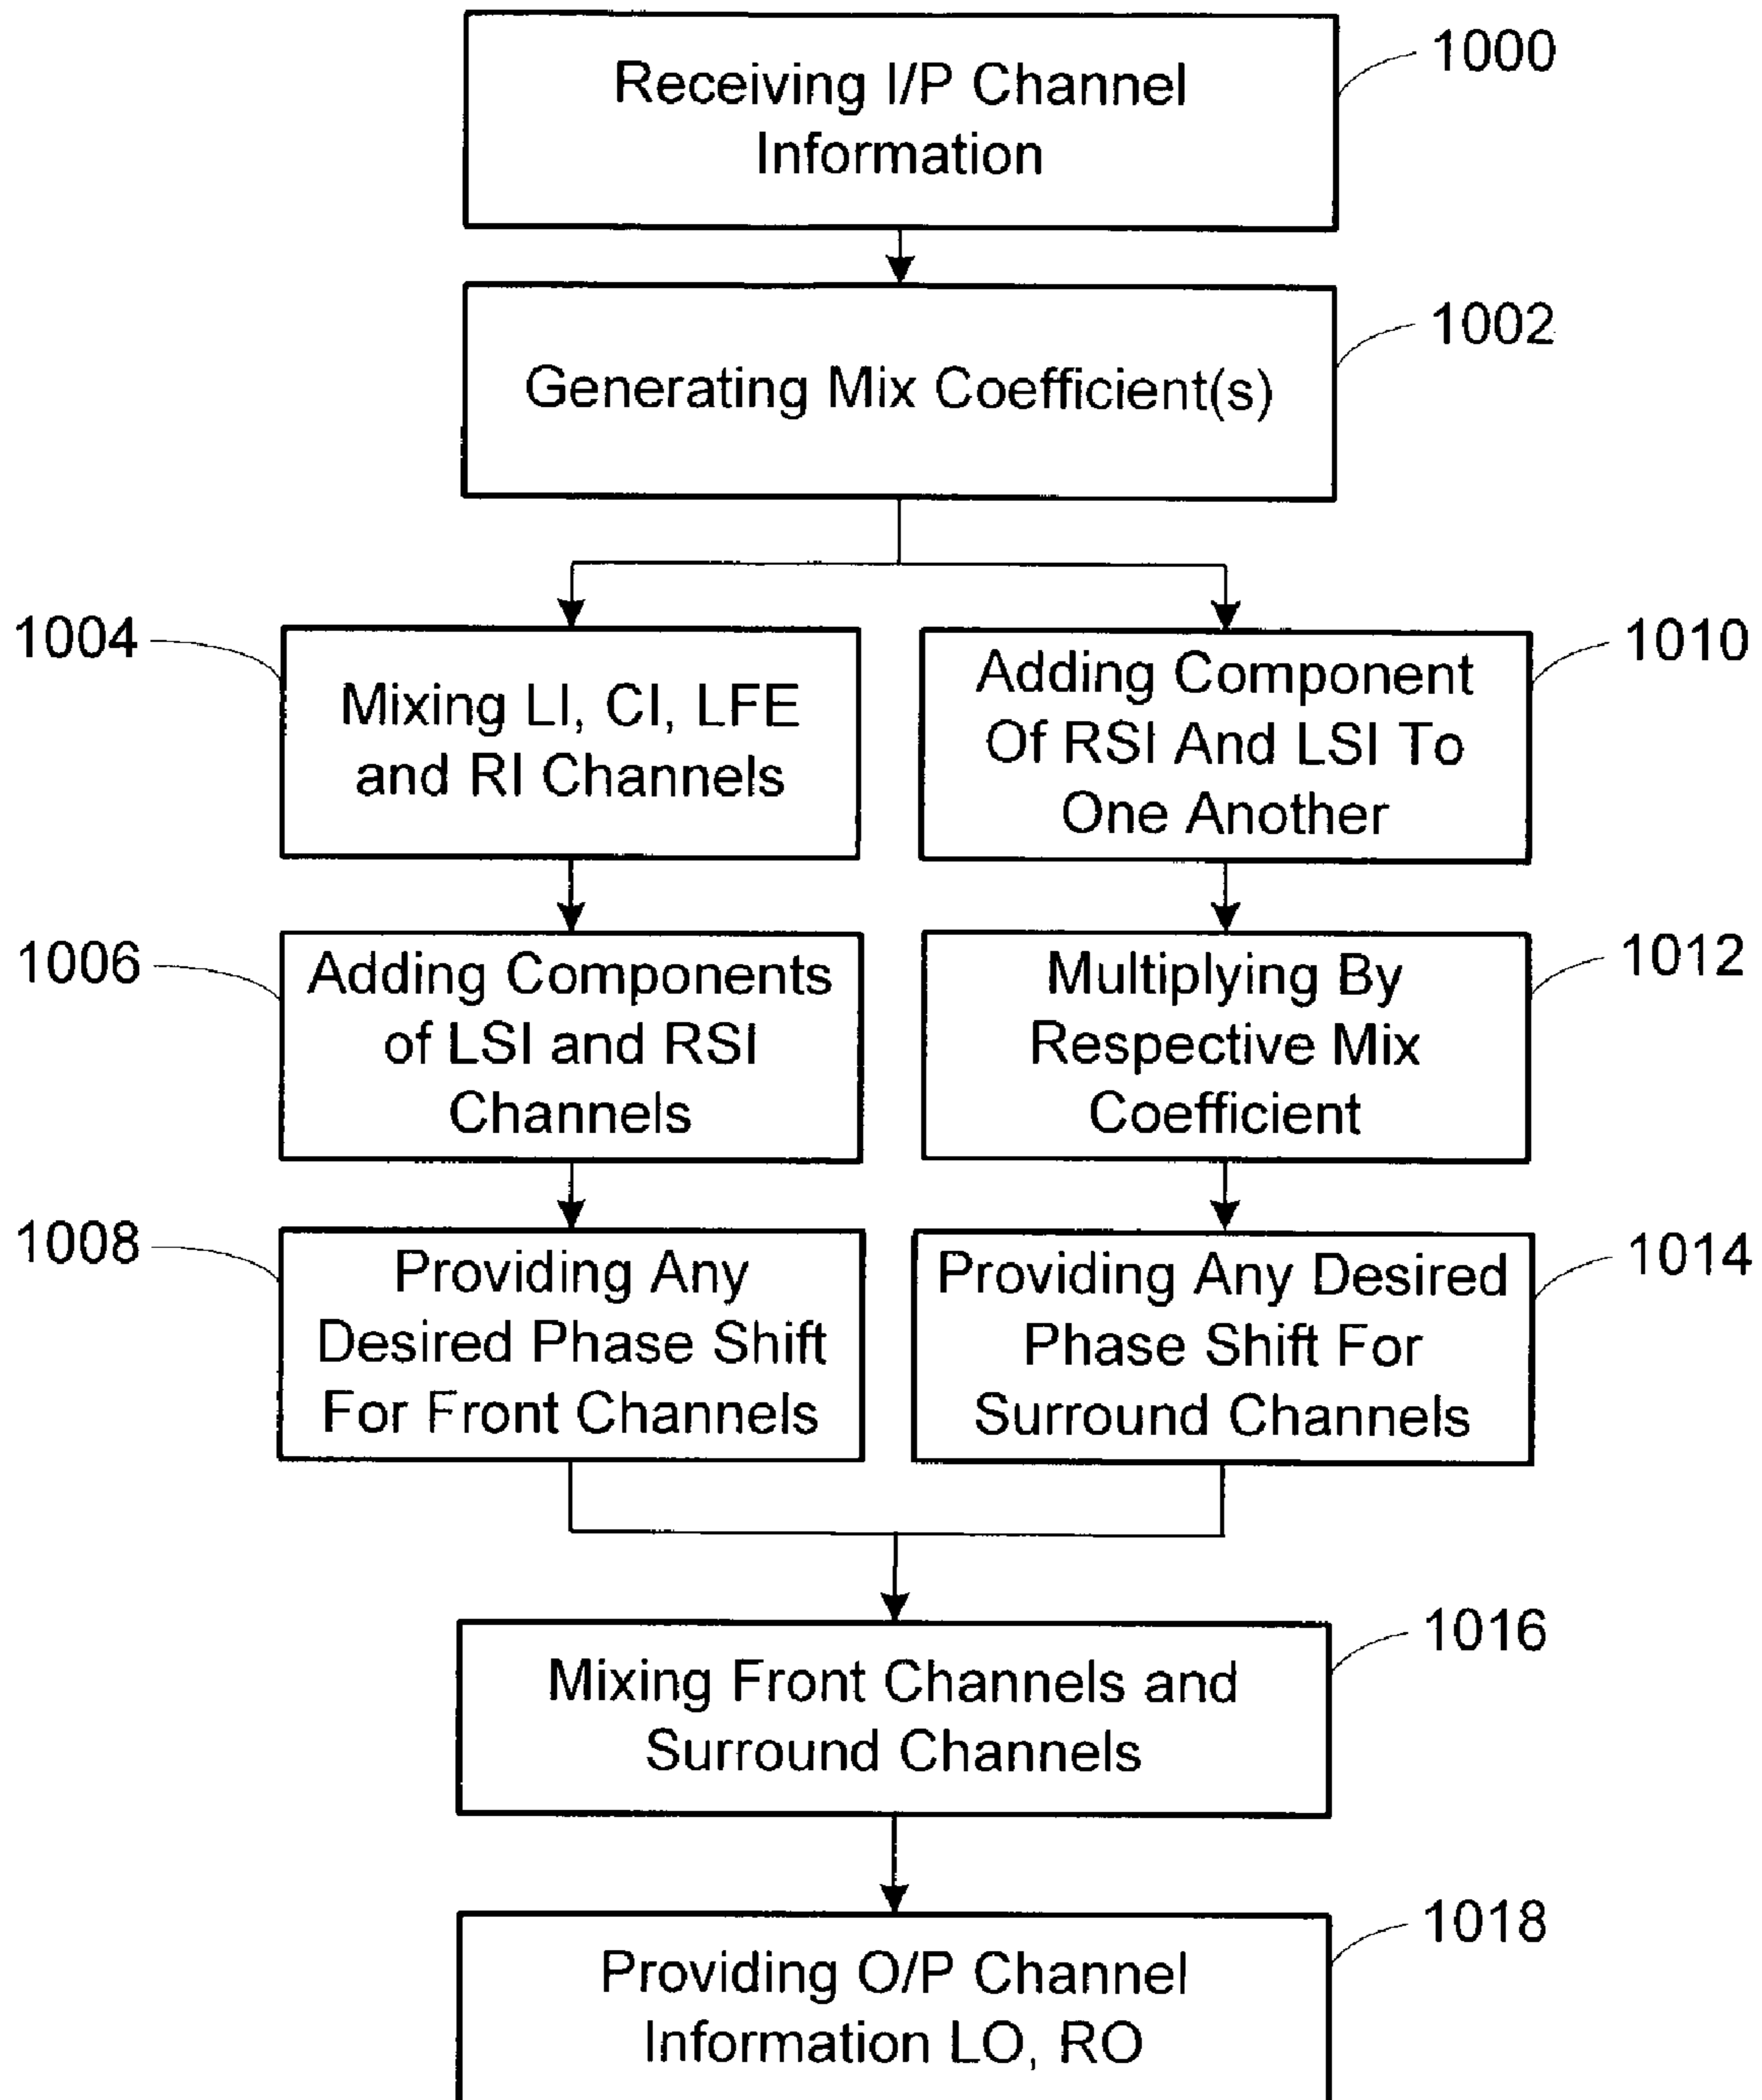 Receiving I/P Channel
Information
1000
Generating Mix Coefficient(s)
1002
1004
Mixing LI, CI, LFE
and RI Channels
Adding Component
Of RSI And LSI To
One Another
1010
1006
Adding Components
of LSI and RSI
Channels
Multiplying By
Respective Mix
Coefficient
1012
1008
Providing Any
Desired Phase Shift
For Front Channels
Providing Any Desired
Phase Shift For
Surround Channels
1014
Mixing Front Channels and
Surround Channels
1016
Providing O/P Channel
Information LO, RO
1018